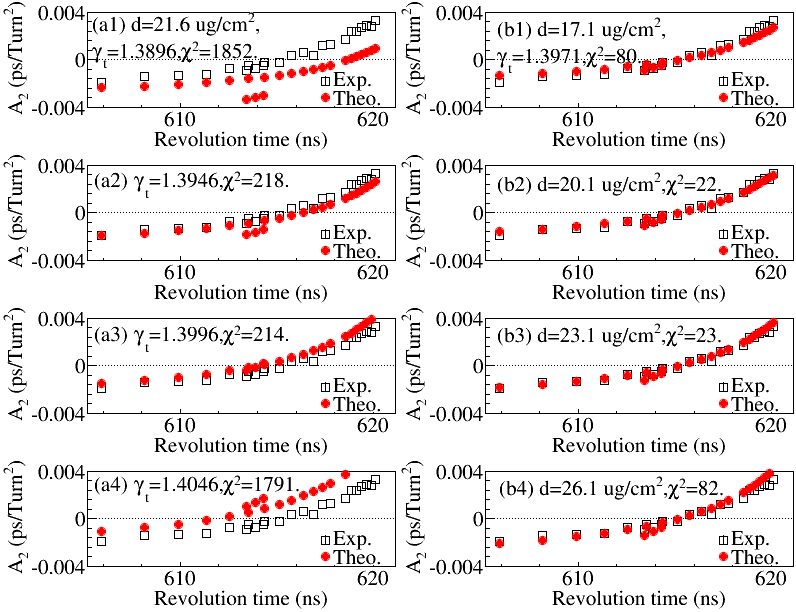 0.004
0
-0.004
A2 (ps/Turn²)
(a1) d=21.6 ug/cm²,
γt=1.3896,χ²=1852.
Exp.
Theo.
610
620
Revolution time (ns)
0.004
0
-0.004
A2 (ps/Turn²)
(b1) d=17.1 ug/cm²,
γt=1.3971,χ²=80.
Exp.
Theo.
610
620
Revolution time (ns)
0.004
0
-0.004
A2 (ps/Turn²)
(a2) γt=1.3946,χ²=218.
Exp.
Theo.
610
620
Revolution time (ns)
0.004
0
-0.004
A2 (ps/Turn²)
(b2) d=20.1 ug/cm²,χ²=22.
Exp.
Theo.
610
620
Revolution time (ns)
0.004
0
-0.004
A2 (ps/Turn²)
(a3) γt=1.3996,χ²=214.
Exp.
Theo.
610
620
Revolution time (ns)
0.004
0
-0.004
A2 (ps/Turn²)
(b3) d=23.1 ug/cm²,χ²=23.
Exp.
Theo.
610
620
Revolution time (ns)
0.004
0
-0.004
A2 (ps/Turn²)
(a4) γt=1.4046,χ²=1791.
Exp.
Theo.
610
620
Revolution time (ns)
0.004
0
-0.004
A2 (ps/Turn²)
(b4) d=26.1 ug/cm²,χ²=82.
Exp.
Theo.
610
620
Revolution time (ns)